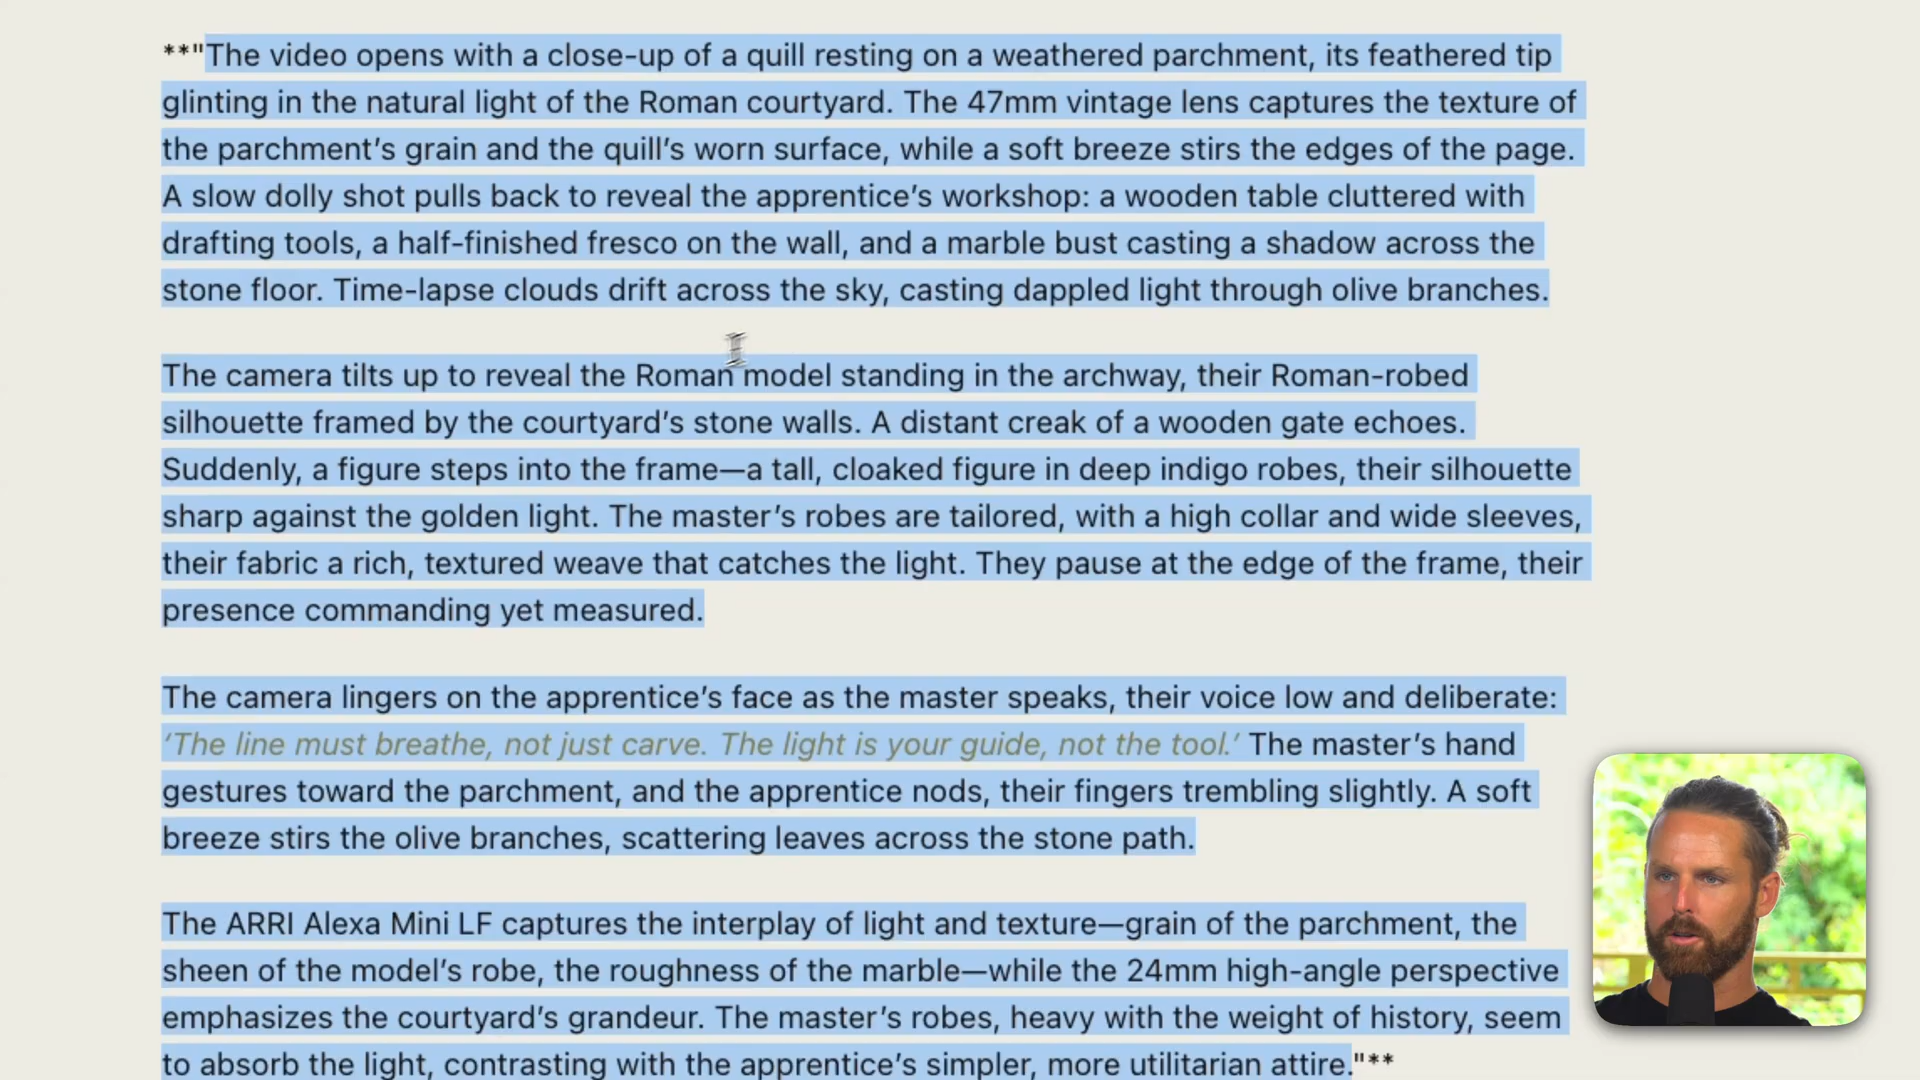 **"The video opens with a close-up of a quill resting on a weathered parchment, its feathered tip
glinting in the natural light of the Roman courtyard. The 47mm vintage lens captures the texture of
the parchment’s grain and the quill’s worn surface, while a soft breeze stirs the edges of the page.
A slow dolly shot pulls back to reveal the apprentice’s workshop: a wooden table cluttered with
drafting tools, a half-finished fresco on the wall, and a marble bust casting a shadow across the
stone floor. Time-lapse clouds drift across the sky, casting dappled light through olive branches.
The camera tilts up to reveal the Roman model standing in the archway, their Roman-robed
silhouette framed by the courtyard’s stone walls. A distant creak of a wooden gate echoes.
Suddenly, a figure steps into the frame—a tall, cloaked figure in deep indigo robes, their silhouette
sharp against the golden light. The master’s robes are tailored, with a high collar and wide sleeves,
their fabric a rich, textured weave that catches the light. They pause at the edge of the frame, their
presence commanding yet measured.
The camera lingers on the apprentice’s face as the master speaks, their voice low and deliberate:
‘The line must breathe, not just carve. The light is your guide, not the tool.’ The master’s hand
gestures toward the parchment, and the apprentice nods, their fingers trembling slightly. A soft
breeze stirs the olive branches, scattering leaves across the stone path.
The ARRI Alexa Mini LF captures the interplay of light and texture—grain of the parchment, the
sheen of the model’s robe, the roughness of the marble—while the 24mm high-angle perspective
emphasizes the courtyard’s grandeur. The master’s robes, heavy with the weight of history, seem
to absorb the light, contrasting with the apprentice’s simpler, more utilitarian attire."**